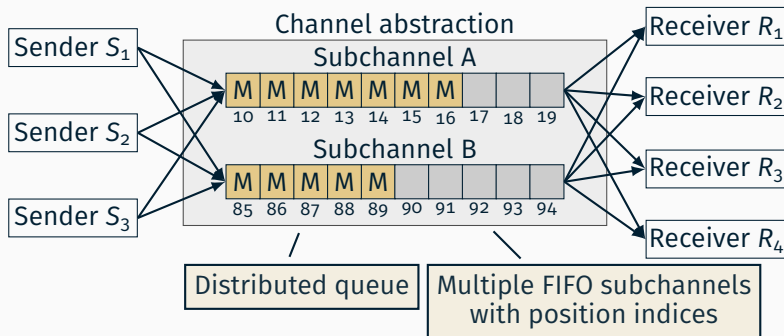 Channel abstraction
Sender S1
Sender S2
Sender S3
Subchannel A
M M M M M M M
10 11 12 13 14 15 16 17 18 19
Subchannel B
M M M M M
85 86 87 88 89 90 91 92 93 94
Receiver R1
Receiver R2
Receiver R3
Receiver R4
Distributed queue
Multiple FIFO subchannels
with position indices